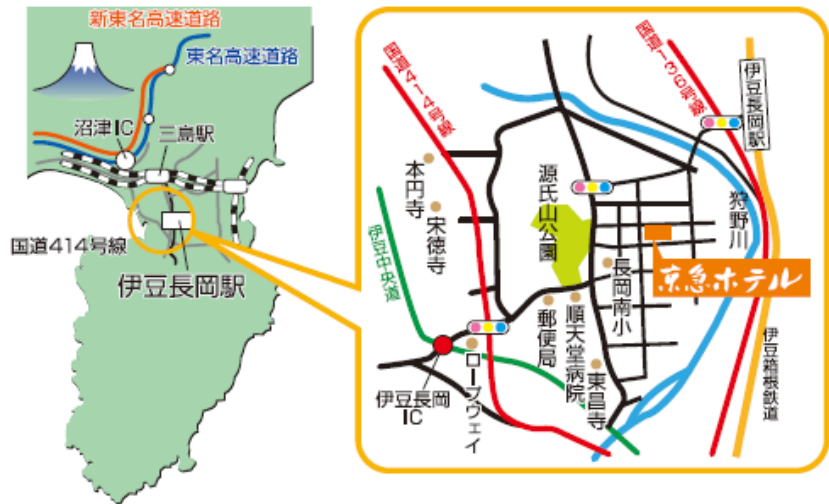 新東名高速道路
東名高速道路
沼津IC
三島駅
国道414号線
伊豆長岡駅
国道414号線
国道136号線
伊豆長岡駅
本円寺
宋徳寺
源氏山公園
狩野川
伊豆中央道
長岡南小
京急ホテル
郵便局
順天堂病院
東昌寺
伊豆長岡
IC
ロープウェイ
伊豆箱根鉄道